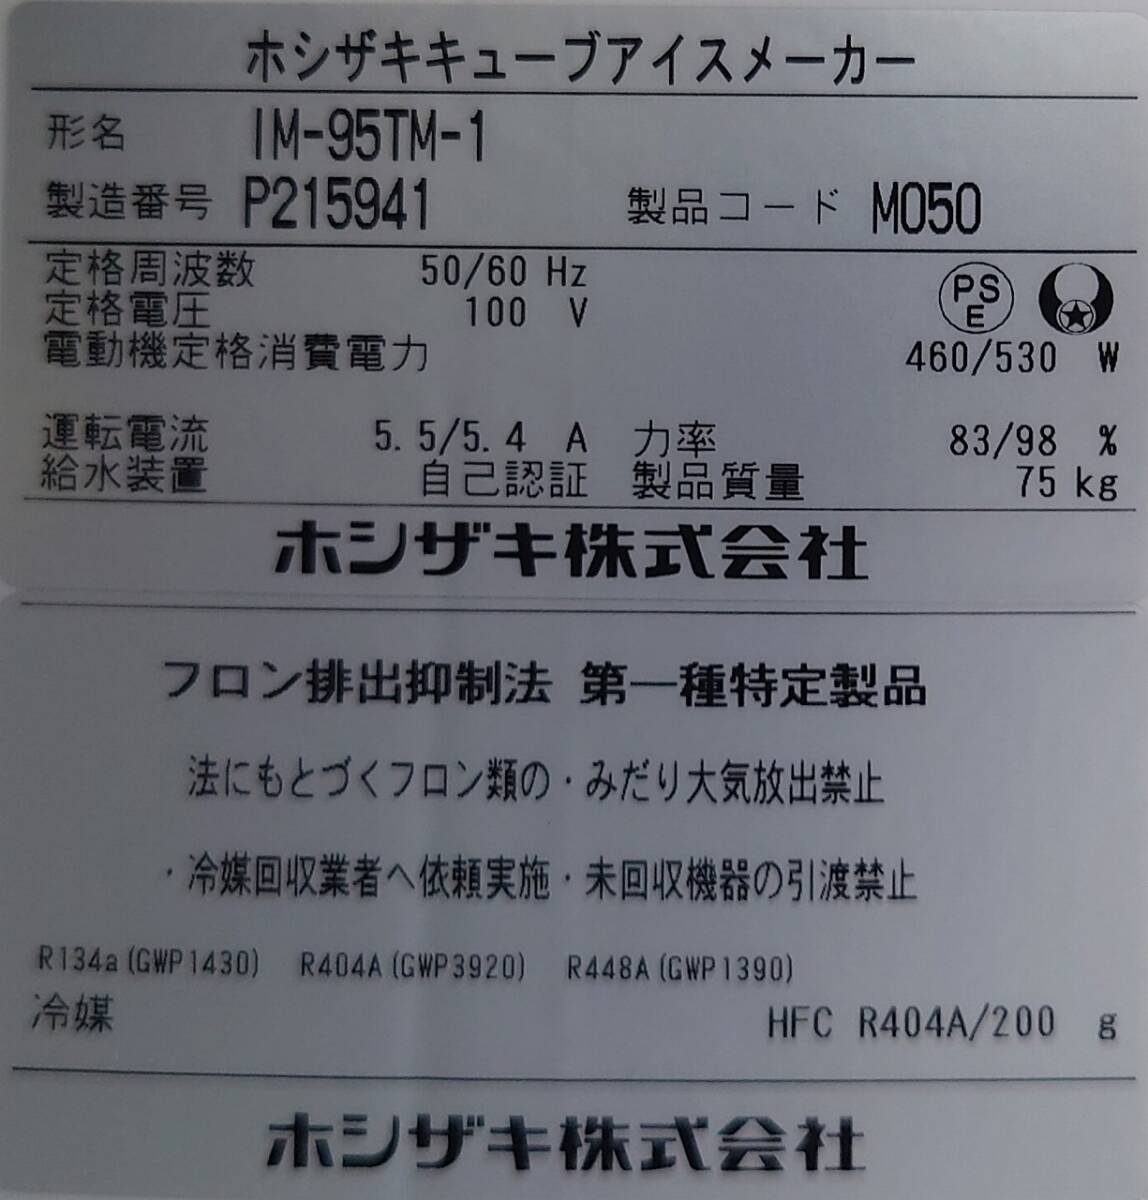 ホシザキキューブアイスメーカー
形名 IM-95TM-1
製造番号 P215941 製品コード M050
定格周波数 50/60 Hz
定格電圧 100 V
PSE
電動機定格消費電力 460/530 W
運転電流 5.5/5.4 A 力率 83/98 %
給水装置 自己認証 製品質量 75 kg
ホシザキ株式会社
フロン排出抑制法 第一種特定製品
法にもとづくフロン類の・みだり大気放出禁止
・冷媒回収業者へ依頼実施・未回収機器の引渡禁止
R134a(GWP1430) R404A(GWP3920) R448A(GWP1390)
冷媒 HFC R404A/200 g
ホシザキ株式会社